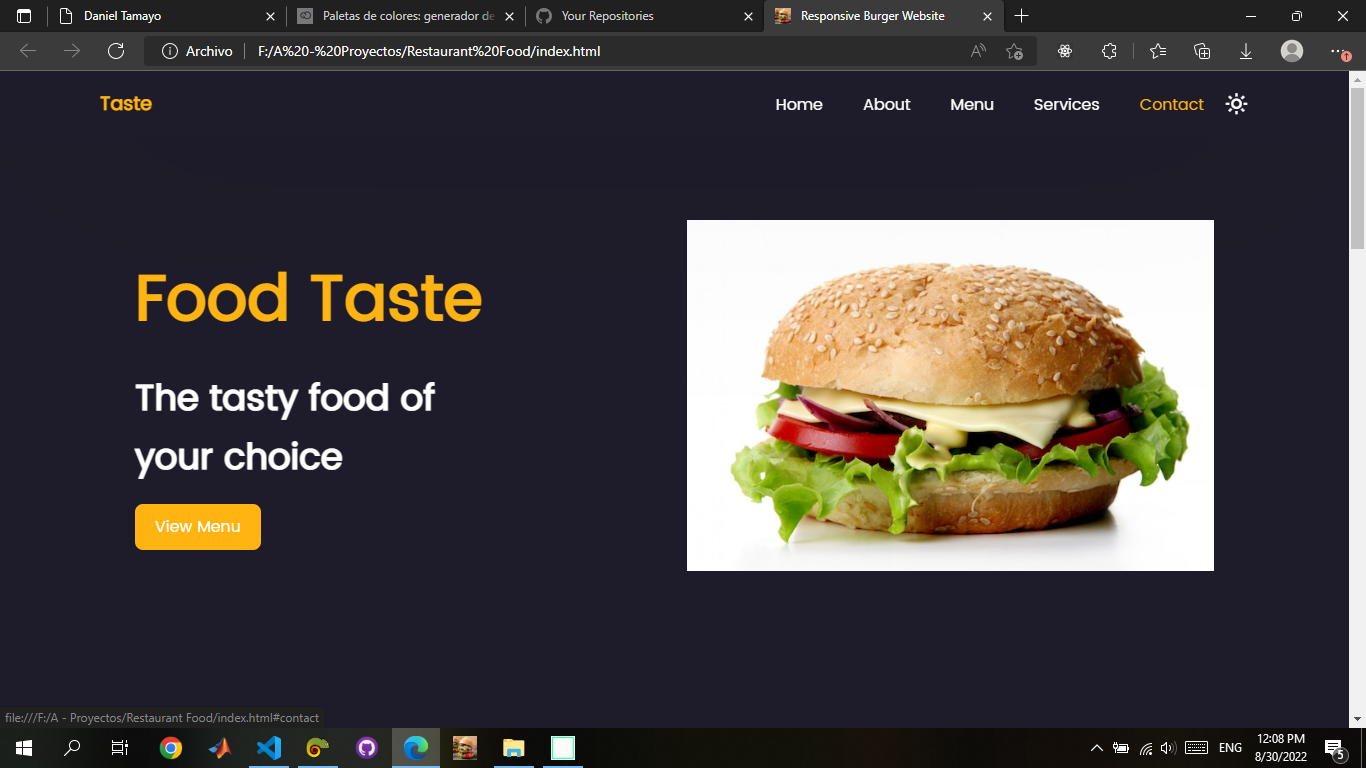 Daniel Tamayo
Paletas de colores: generador de
Your Repositories
Responsive Burger Website
Archivo
F:/A%20-%20Proyectos/Restaurant%20Food/index.html
Taste
Home
About
Menu
Services
Contact
Food Taste
The tasty food of
your choice
View Menu
file:///F:/A - Proyectos/Restaurant Food/index.html#contact
ENG
12:08 PM
8/30/2022
5